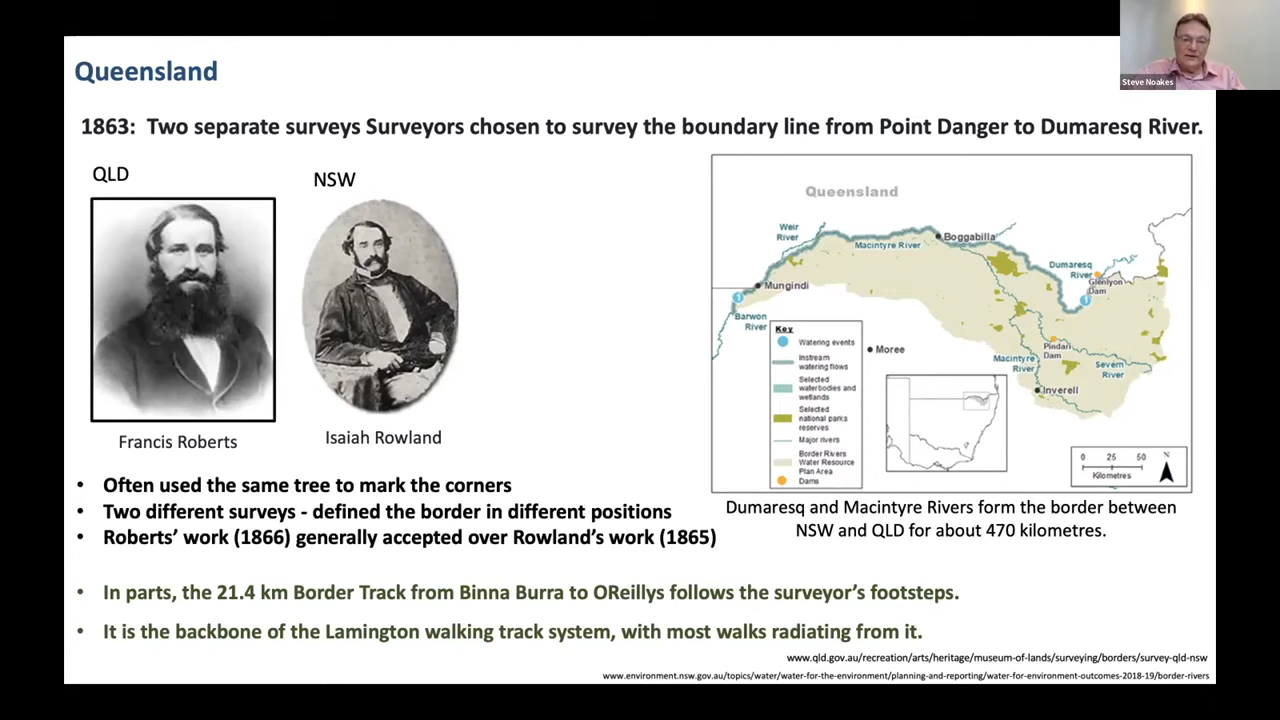 Steve Noakes
Queensland
1863: Two separate surveys Surveyors chosen to survey the boundary line from Point Danger to Dumaresq River.
QLD
NSW
Francis Roberts
Isaiah Rowland
Queensland
Weir
River
Macintyre River
Boggabilla
Dumaresq
River
Glenlyon
Dam
Mungindi
Barwon
River
Moree
Pindari
Dam
Macintyre
River
Severn
River
Inverell
Key
Watering events
Instream
watering flows
Selected
waterbodies and
wetlands
Selected
national parks
reserves
Major rivers
Border Rivers
Water Resource
Plan Area
Dams
0 25 50
Kilometres
N
Dumaresq and Macintyre Rivers form the border between
NSW and QLD for about 470 kilometres.
• Often used the same tree to mark the corners
• Two different surveys - defined the border in different positions
• Roberts’ work (1866) generally accepted over Rowland’s work (1865)
• In parts, the 21.4 km Border Track from Binna Burra to OReillys follows the surveyor’s footsteps.
• It is the backbone of the Lamington walking track system, with most walks radiating from it.
www.qld.gov.au/recreation/arts/heritage/museum-of-lands/surveying/borders/survey-qld-nsw
www.environment.nsw.gov.au/topics/water/water-for-the-environment/planning-and-reporting/water-for-environment-outcomes-2018-19/border-rivers